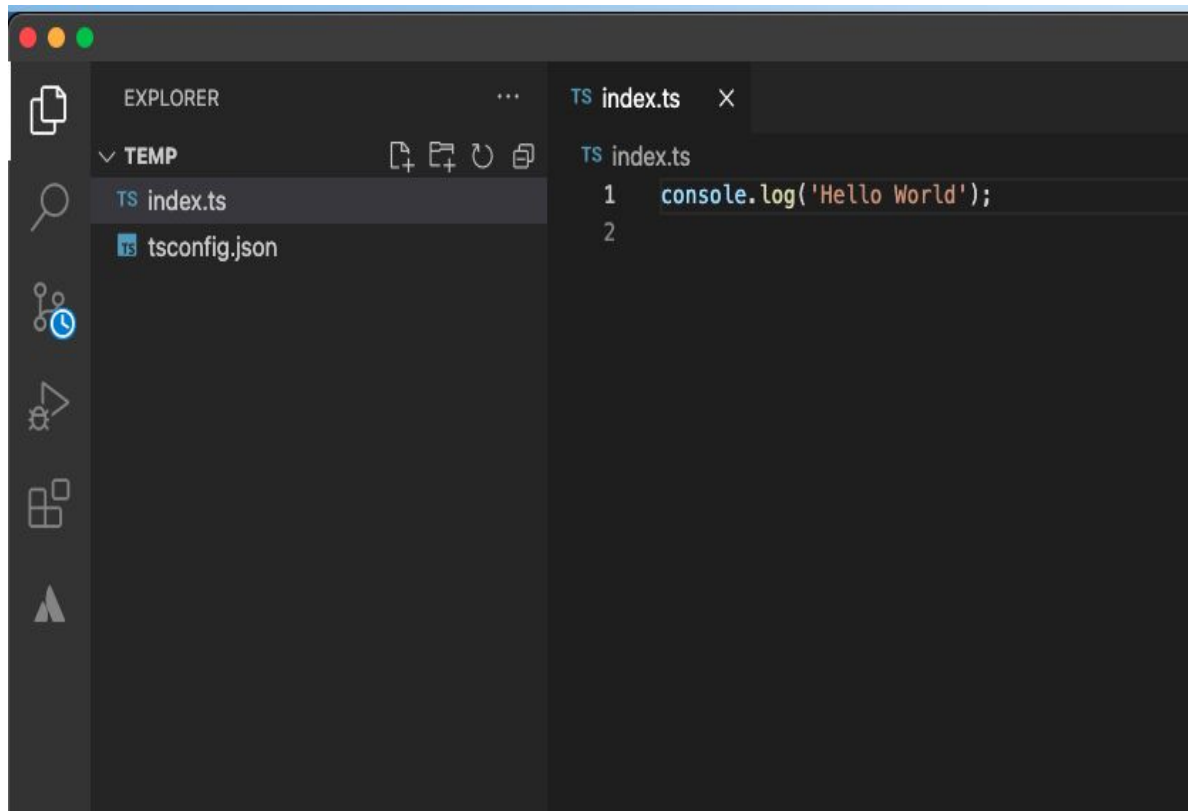 EXPLORER
TEMP
TS index.ts
TS tsconfig.json
TS index.ts
TS index.ts
1 console.log('Hello World');
2